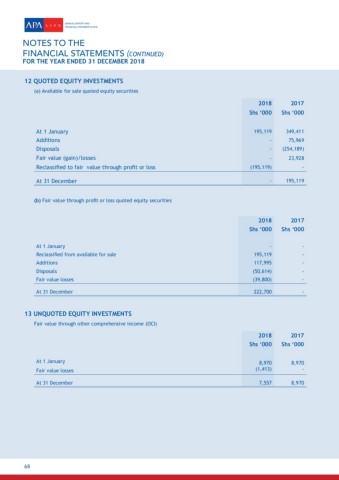 APA LIFE
NOTES TO THE
FINANCIAL STATEMENTS (CONTINUED)
FOR THE YEAR ENDED 31 DECEMBER 2018
12 QUOTED EQUITY INVESTMENTS
(a) Available for sale quoted equity securities
2018 2017
Shs ‘000 Shs ‘000
At 1 January 195,119 349,411
Additions - 75,969
Disposals - (254,189)
Fair value (gain)/losses - 23,928
Reclassified to fair value through profit or loss (195,119) -
At 31 December - 195,119
(b) Fair value through profit or loss quoted equity securities
2018 2017
Shs ‘000 Shs ‘000
At 1 January - -
Reclassified from available for sale 195,119 -
Additions 117,995 -
Disposals (50,614) -
Fair value losses (39,800) -
At 31 December 222,700 -
13 UNQUOTED EQUITY INVESTMENTS
Fair value through other comprehensive income (OCI)
2018 2017
Shs ‘000 Shs ‘000
At 1 January 8,970 8,970
Fair value losses (1,413) -
At 31 December 7,557 8,970
68